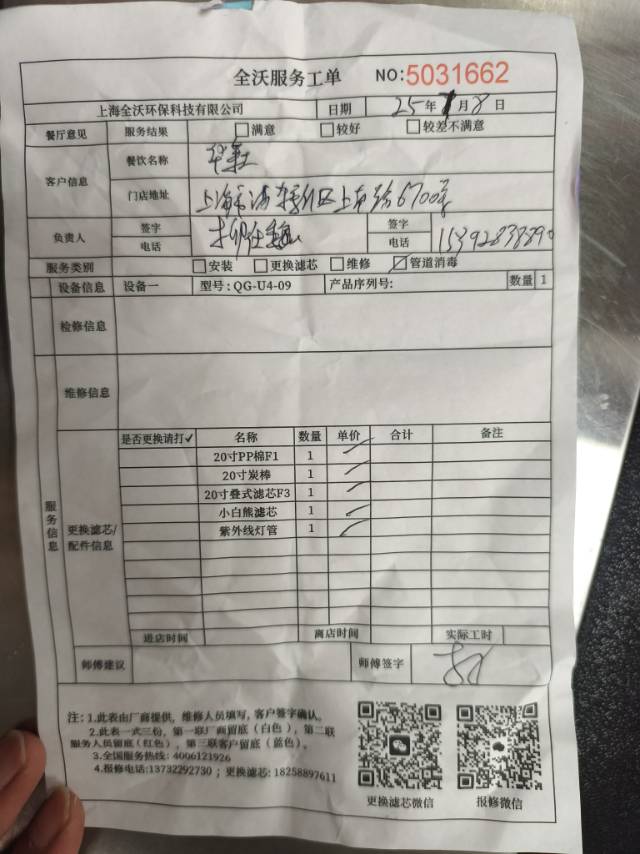 全沃服务工单 NO:5031662
上海全沃环保科技有限公司 日期 25年 月8日
餐厅意见 服务结果 满意 较好 较差不满意
客户信息 餐饮名称
门店地址 上海市 6700号
负责人 签字 签字
电话 电话
服务类别 安装 更换滤芯 维修 管道消毒
设备信息 设备一 型号:QG-U4-09 产品序列号: 数量 1
检修信息
维修信息
服务信息
更换滤芯/配件信息
是否更换请打✓ 名称 数量 单价 合计 备注
20寸PP棉F1 1
20寸炭棒 1
20寸叠式滤芯F3 1
小白熊滤芯 1
紫外线灯管 1
进店时间 离店时间 实际工时
师傅建议 师傅签字
注:1.此表由厂商提供,维修人员填写,客户签字确认。
2.此表一式三份,第一联厂商留底(白色),第二联
服务人员留底(红色),第三联客户留底(蓝色)。
3.全国服务热线:4006121926
4.报修电话:13732292730;更换滤芯:18258897611
更换滤芯微信 报修微信